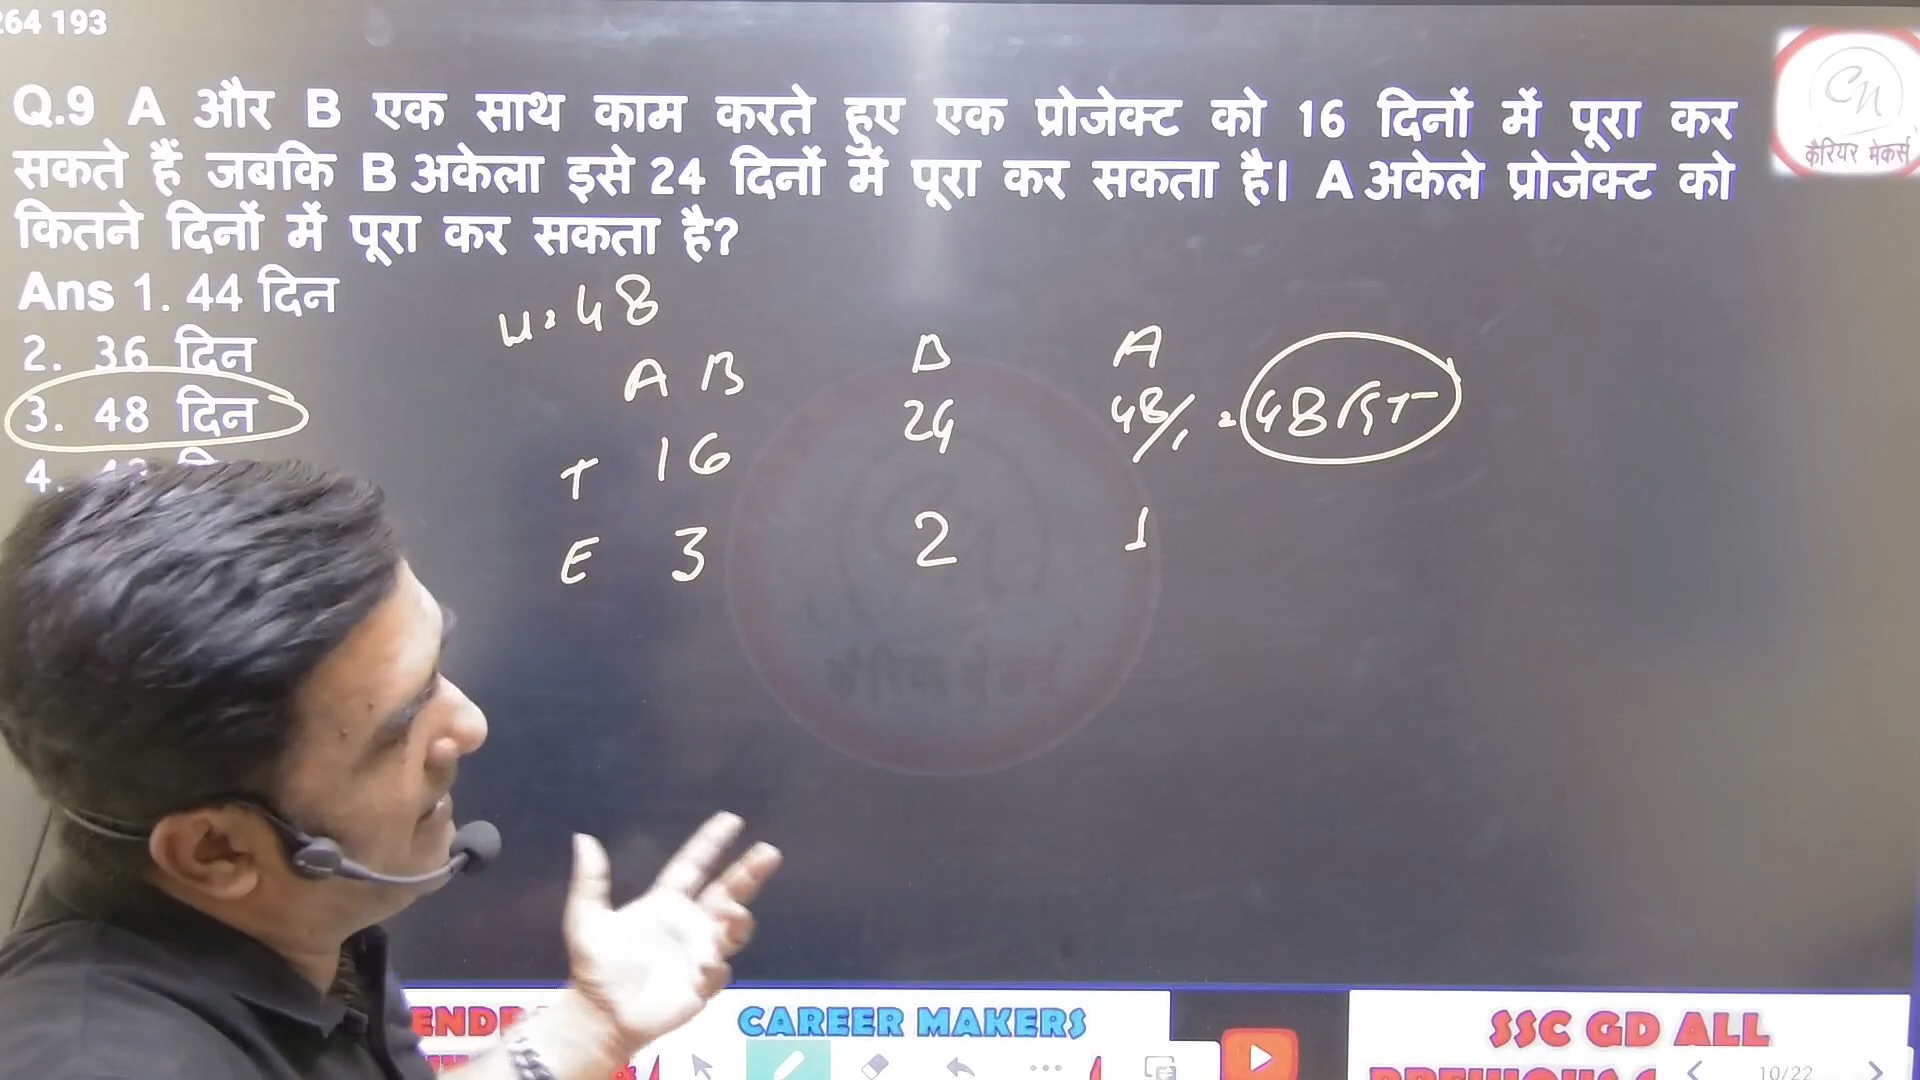 264 193
Q.9 A और B एक साथ काम करते हुए एक प्रोजेक्ट को 16 दिनों में पूरा कर
सकते हैं जबकि B अकेला इसे 24 दिनों में पूरा कर सकता है। A अकेले प्रोजेक्ट को
कितने दिनों में पूरा कर सकता है?
Ans 1. 44 दिन
2. 36 दिन
3. 48 दिन
4.
कैरियर मेकर्स
48
A B B A
T 16 24 48/1 = 48 दिन
E 3 2 1
CAREER MAKERS
SSC GD ALL
10/22